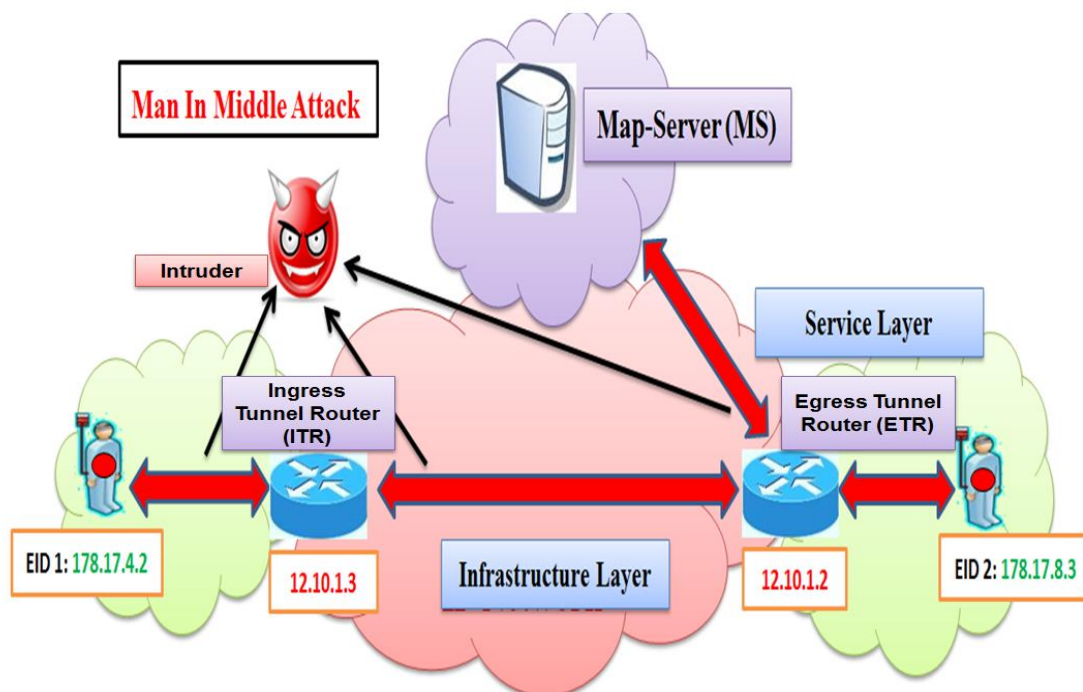 Man In Middle Attack
Map-Server (MS)
Intruder
Service Layer
Ingress
Tunnel Router
(ITR)
Egress Tunnel
Router (ETR)
EID 1: 178.17.4.2
12.10.1.3
Infrastructure Layer
12.10.1.2
EID 2: 178.17.8.3